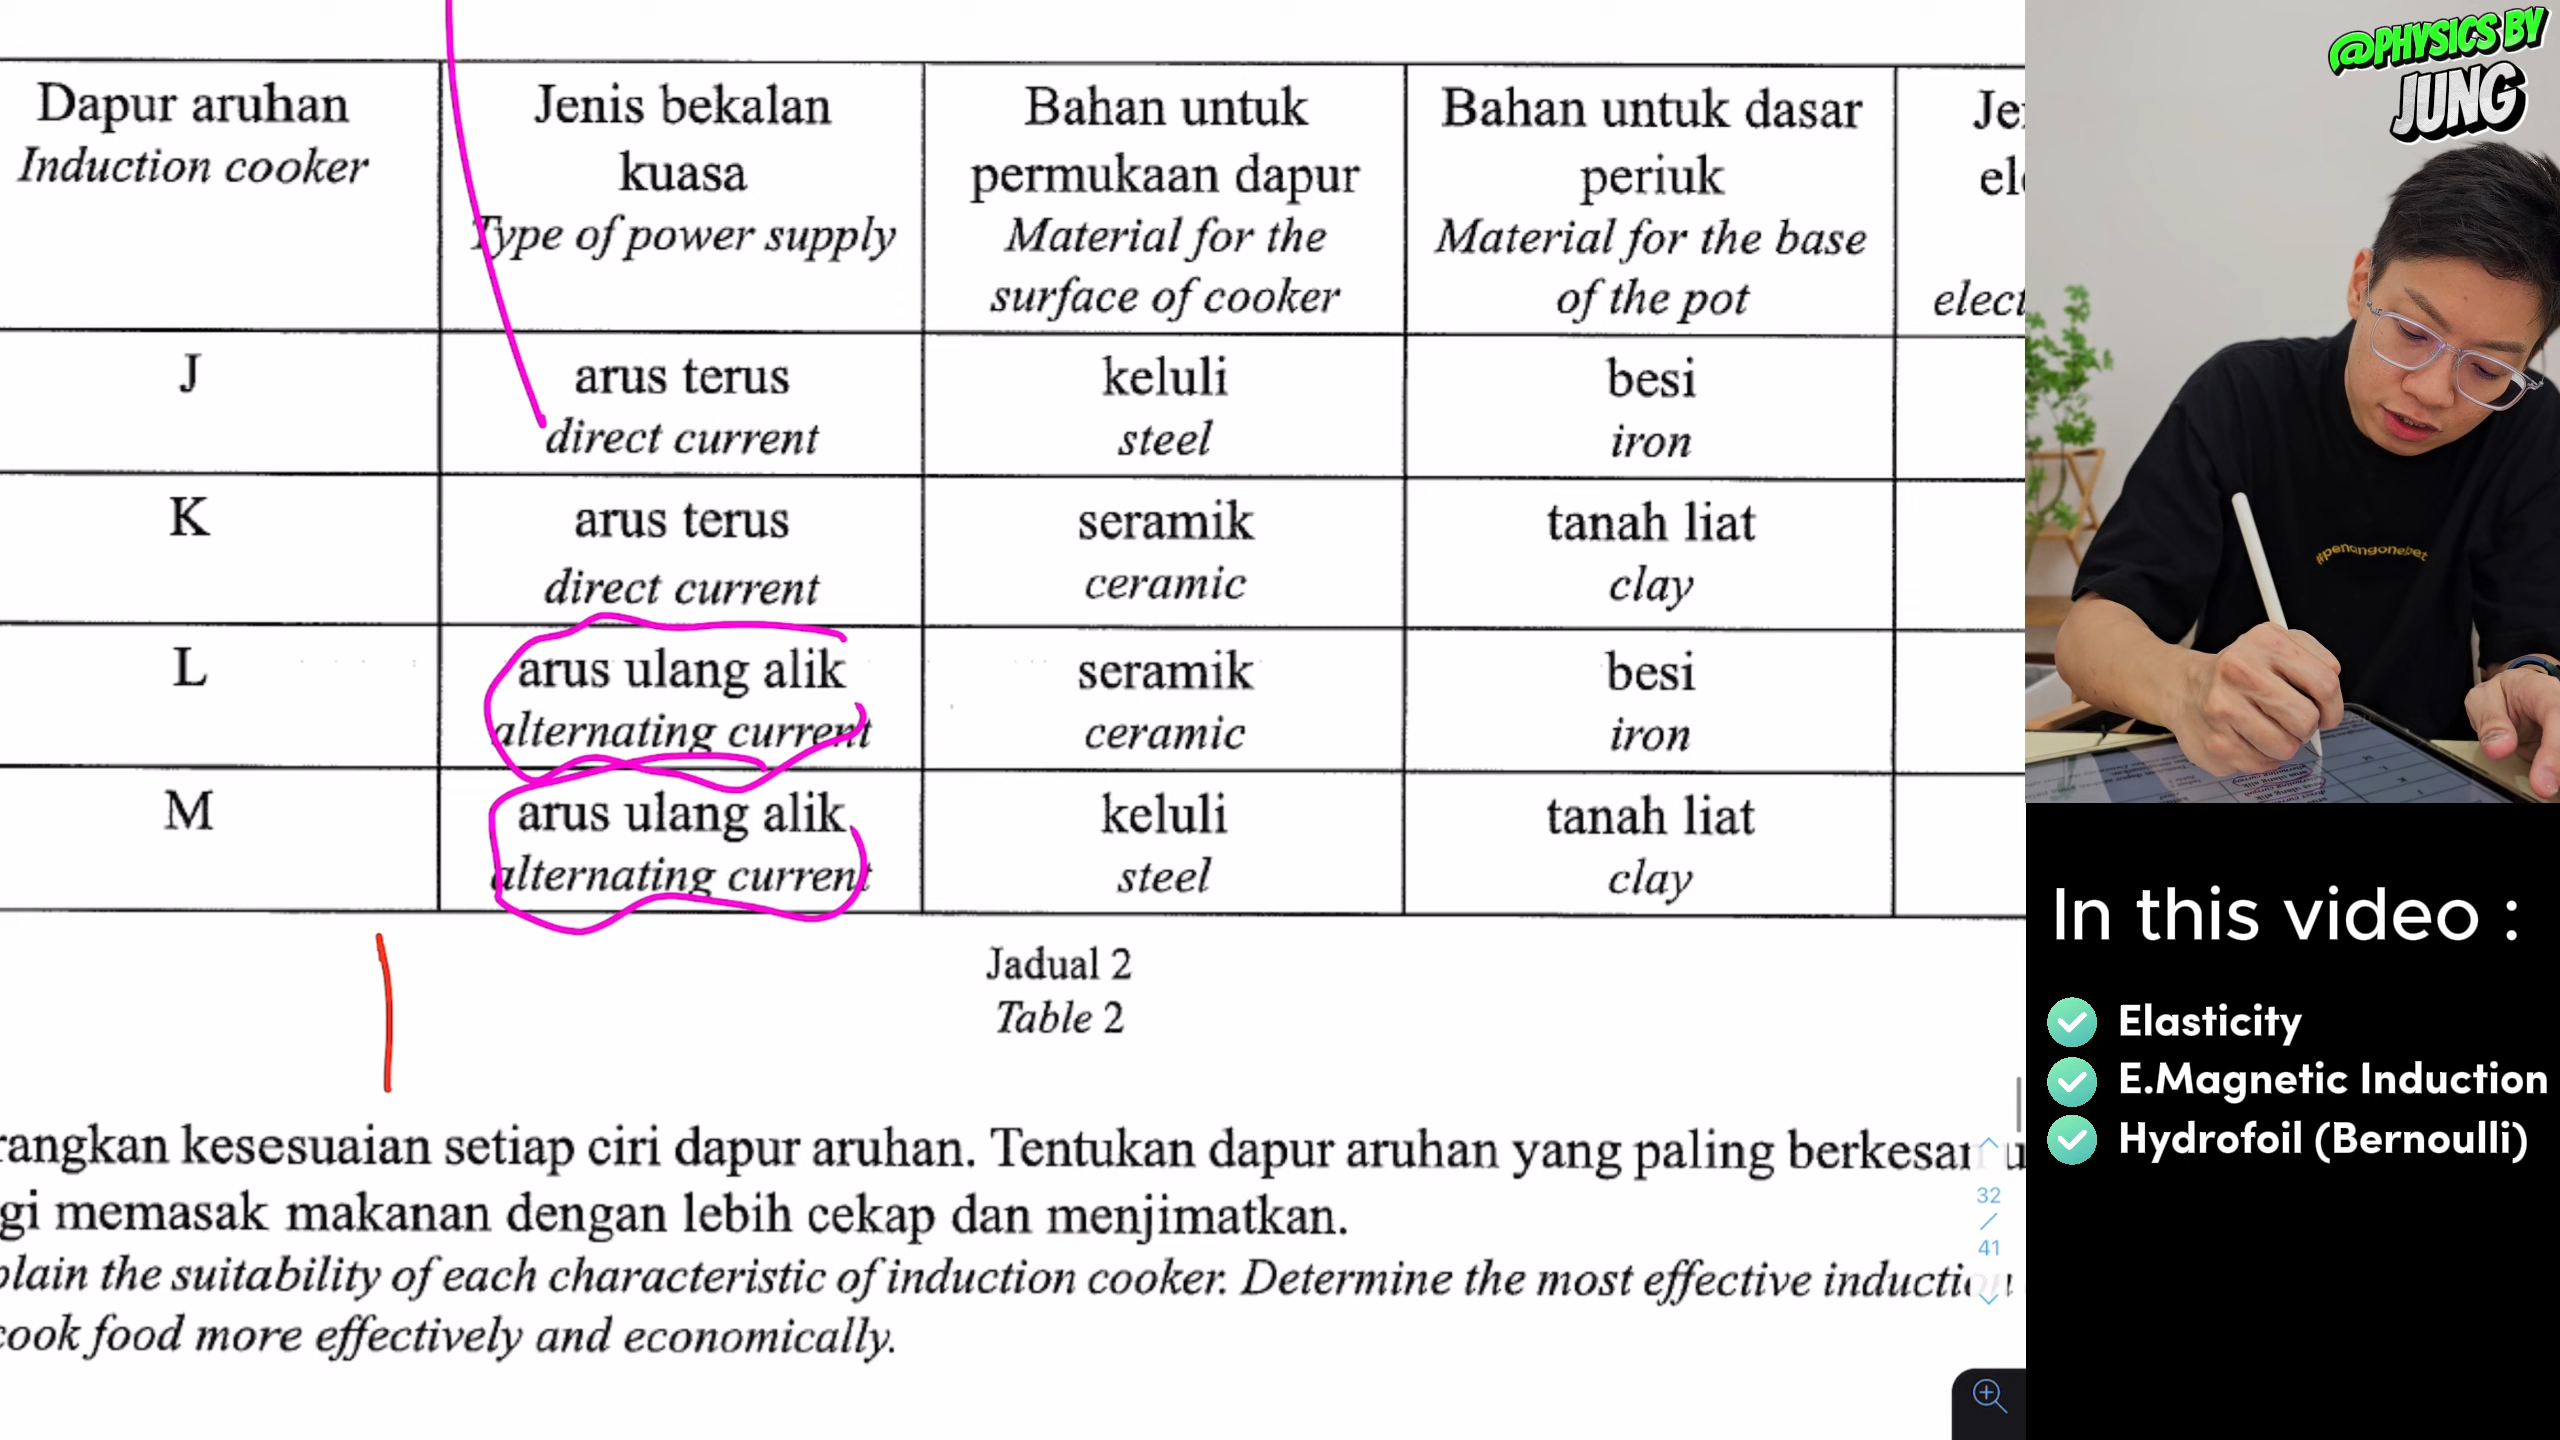 Dapur aruhan
Induction cooker
Jenis bekalan
kuasa
Type of power supply
Bahan untuk
permukaan dapur
Material for the
surface of cooker
Bahan untuk dasar
periuk
Material for the base
of the pot
J
arus terus
direct current
keluli
steel
besi
iron
K
arus terus
direct current
seramik
ceramic
tanah liat
clay
L
arus ulang alik
alternating current
seramik
ceramic
besi
iron
M
arus ulang alik
alternating current
keluli
steel
tanah liat
clay
Jadual 2
Table 2
rangkan kesesuaian setiap ciri dapur aruhan. Tentukan dapur aruhan yang paling berkesan
gi memasak makanan dengan lebih cekap dan menjimatkan.
plain the suitability of each characteristic of induction cooker. Determine the most effective induction
cook food more effectively and economically.
32
/
41
@PHYSICS BY
JUNG
#penangonebet
In this video :
Elasticity
E.Magnetic Induction
Hydrofoil (Bernoulli)